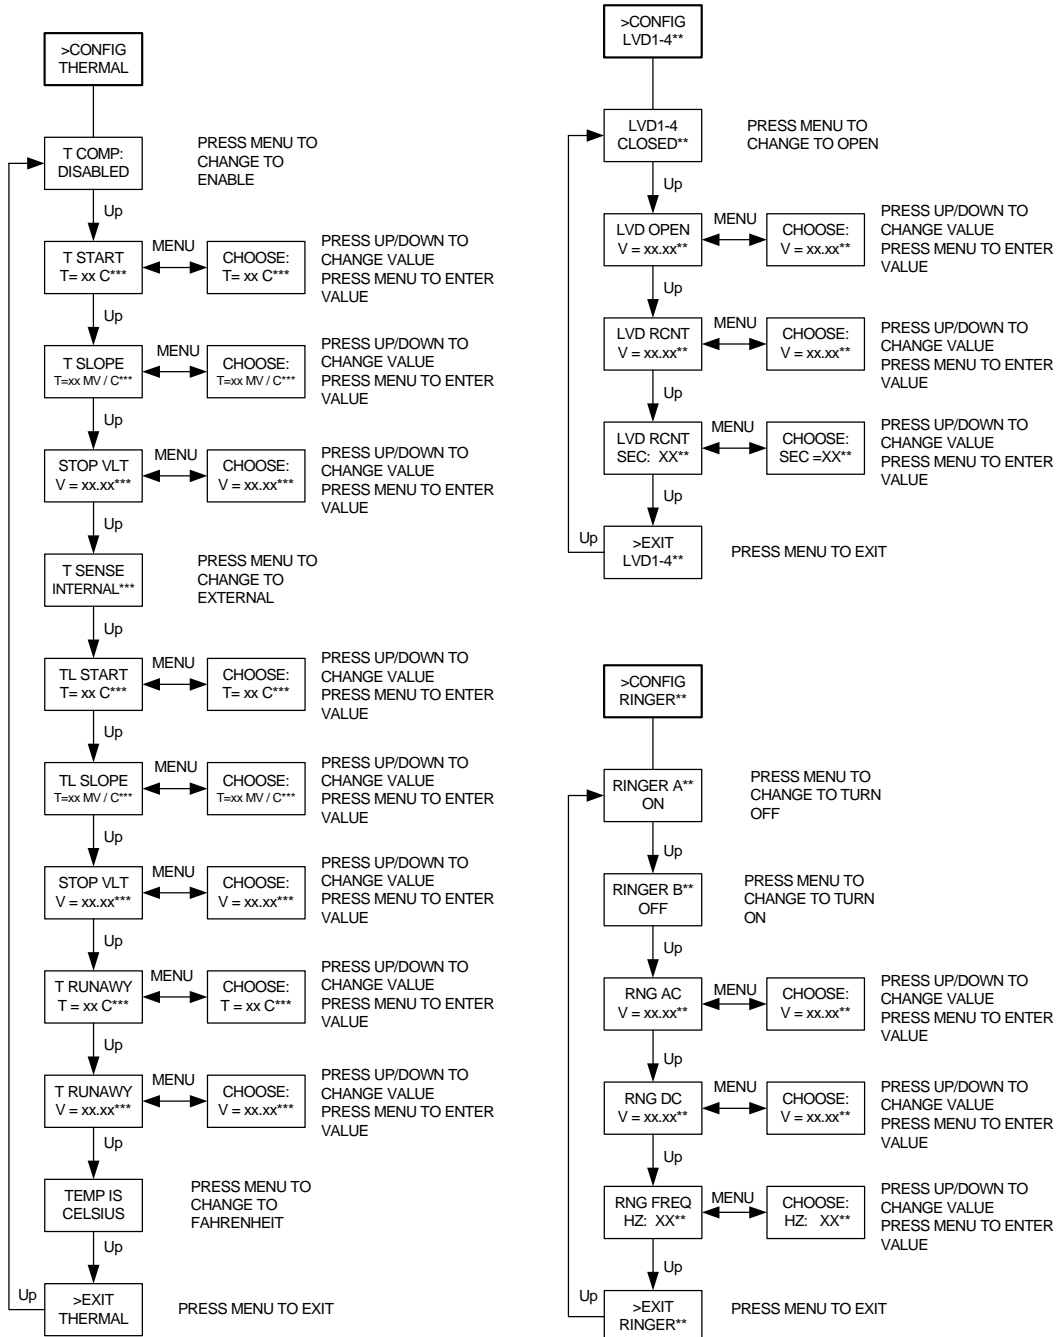 >CONFIG
THERMAL
T COMP:
DISABLED
PRESS MENU TO
CHANGE TO
ENABLE
Up
T START
T= xx C***
MENU
CHOOSE:
T= xx C***
PRESS UP/DOWN TO
CHANGE VALUE
PRESS MENU TO ENTER
VALUE
Up
T SLOPE
T=xx MV / C***
MENU
CHOOSE:
T=xx MV / C***
PRESS UP/DOWN TO
CHANGE VALUE
PRESS MENU TO ENTER
VALUE
Up
STOP VLT
V = xx.xx***
MENU
CHOOSE:
V = xx.xx***
PRESS UP/DOWN TO
CHANGE VALUE
PRESS MENU TO ENTER
VALUE
Up
T SENSE
INTERNAL***
PRESS MENU TO
CHANGE TO
EXTERNAL
Up
TL START
T= xx C***
MENU
CHOOSE:
T= xx C***
PRESS UP/DOWN TO
CHANGE VALUE
PRESS MENU TO ENTER
VALUE
Up
TL SLOPE
T=xx MV / C***
MENU
CHOOSE:
T=xx MV / C***
PRESS UP/DOWN TO
CHANGE VALUE
PRESS MENU TO ENTER
VALUE
Up
STOP VLT
V = xx.xx***
MENU
CHOOSE:
V = xx.xx***
PRESS UP/DOWN TO
CHANGE VALUE
PRESS MENU TO ENTER
VALUE
Up
T RUNAWY
T = xx C***
MENU
CHOOSE:
T = xx C***
PRESS UP/DOWN TO
CHANGE VALUE
PRESS MENU TO ENTER
VALUE
Up
T RUNAWY
V = xx.xx***
MENU
CHOOSE:
V = xx.xx***
PRESS UP/DOWN TO
CHANGE VALUE
PRESS MENU TO ENTER
VALUE
Up
TEMP IS
CELSIUS
PRESS MENU TO
CHANGE TO
FAHRENHEIT
Up
Up
>EXIT
THERMAL
PRESS MENU TO EXIT
>CONFIG
LVD1-4**
LVD1-4
CLOSED**
PRESS MENU TO
CHANGE TO OPEN
Up
LVD OPEN
V = xx.xx**
MENU
CHOOSE:
V = xx.xx**
PRESS UP/DOWN TO
CHANGE VALUE
PRESS MENU TO ENTER
VALUE
Up
LVD RCNT
V = xx.xx**
MENU
CHOOSE:
V = xx.xx**
PRESS UP/DOWN TO
CHANGE VALUE
PRESS MENU TO ENTER
VALUE
Up
LVD RCNT
SEC: XX**
MENU
CHOOSE:
SEC =XX**
PRESS UP/DOWN TO
CHANGE VALUE
PRESS MENU TO ENTER
VALUE
Up
Up
>EXIT
LVD1-4**
PRESS MENU TO EXIT
>CONFIG
RINGER**
RINGER A**
ON
PRESS MENU TO
CHANGE TO TURN
OFF
Up
RINGER B**
OFF
PRESS MENU TO
CHANGE TO TURN
ON
Up
RNG AC
V = xx.xx**
MENU
CHOOSE:
V = xx.xx**
PRESS UP/DOWN TO
CHANGE VALUE
PRESS MENU TO ENTER
VALUE
Up
RNG DC
V = xx.xx**
MENU
CHOOSE:
V = xx.xx**
PRESS UP/DOWN TO
CHANGE VALUE
PRESS MENU TO ENTER
VALUE
Up
RNG FREQ
HZ: XX**
MENU
CHOOSE:
HZ: XX**
PRESS UP/DOWN TO
CHANGE VALUE
PRESS MENU TO ENTER
VALUE
Up
Up
>EXIT
RINGER**
PRESS MENU TO EXIT